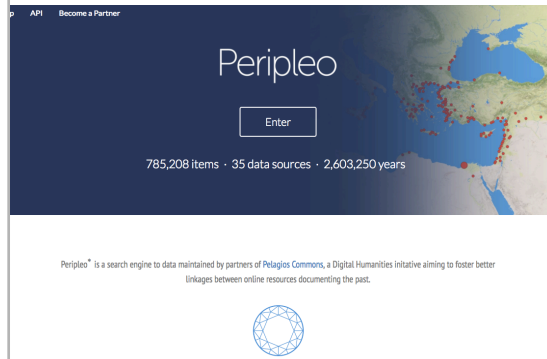 p API Become a Partner
Peripleo
Enter
785,208 items · 35 data sources · 2,603,250 years
Peripleo* is a search engine to data maintained by partners of Pelagios Commons, a Digital Humanities initative aiming to foster better
linkages between online resources documenting the past.